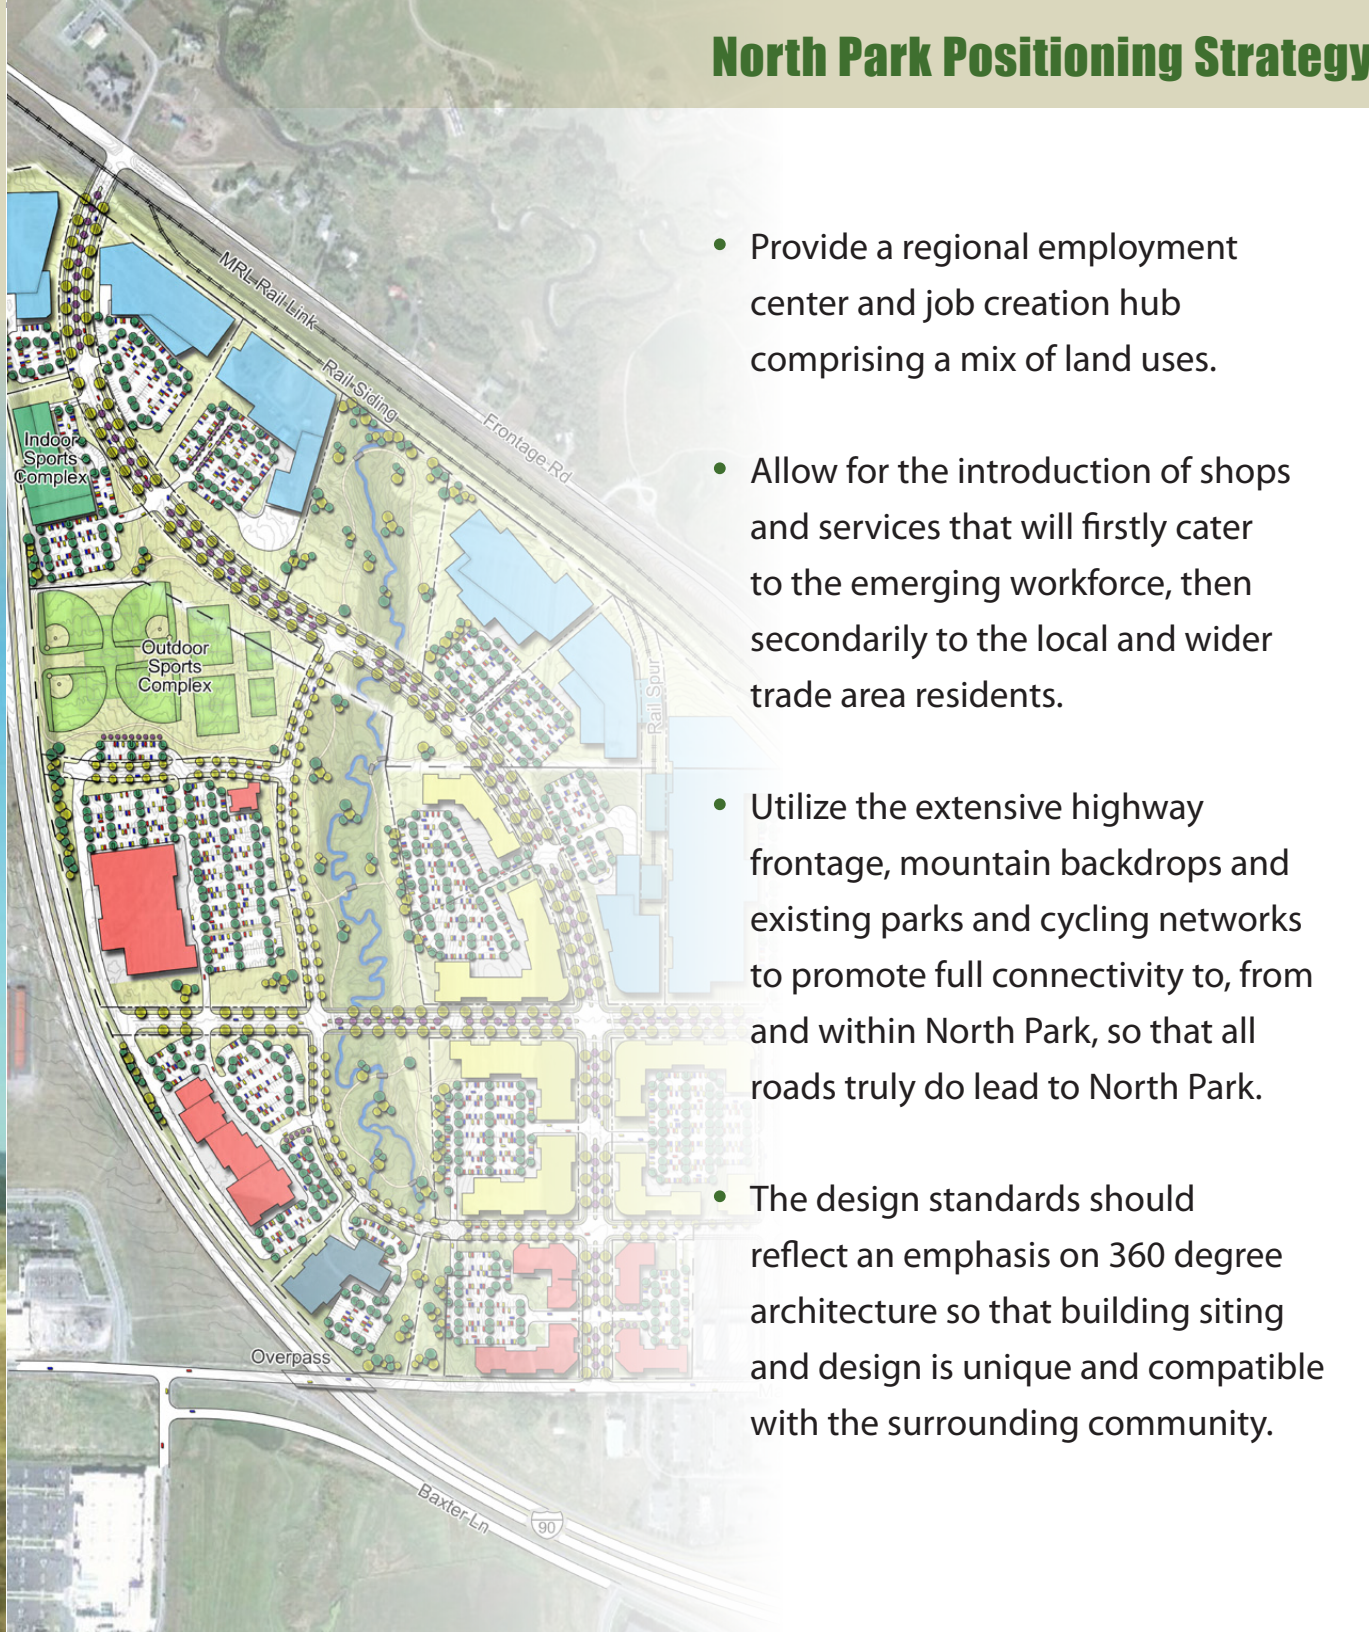 North Park Positioning Strategy
• Provide a regional employment
center and job creation hub
comprising a mix of land uses.
• Allow for the introduction of shops
and services that will firstly cater
to the emerging workforce, then
secondarily to the local and wider
trade area residents.
• Utilize the extensive highway
frontage, mountain backdrops and
existing parks and cycling networks
to promote full connectivity to, from
and within North Park, so that all
roads truly do lead to North Park.
• The design standards should
reflect an emphasis on 360 degree
architecture so that building siting
and design is unique and compatible
with the surrounding community.
MRL Rail Link
Rail Siding
Frontage Rd
Indoor
Sports
Complex
Outdoor
Sports
Complex
Rail Spur
Overpass
Baxter Ln
90